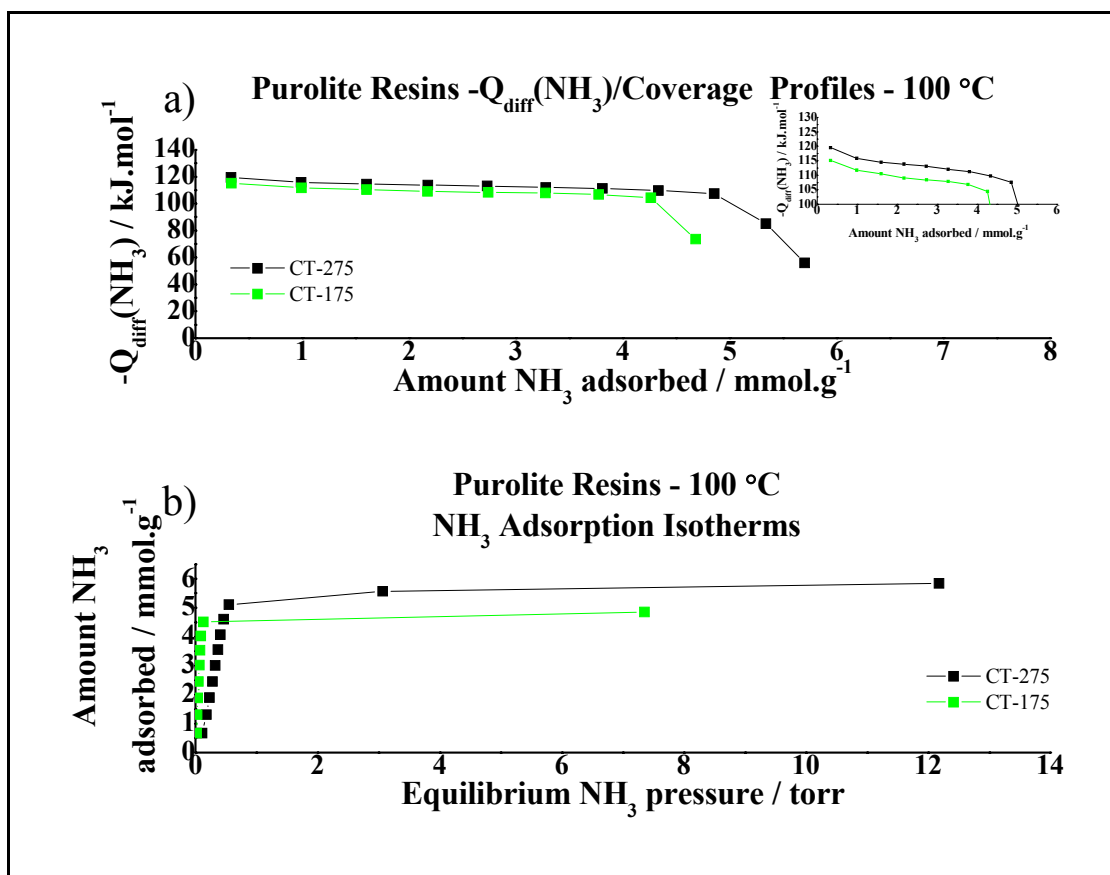 a)
Purolite Resins -Q_diff(NH_3)/Coverage Profiles - 100 °C
-Q_diff(NH_3) / kJ.mol^-1
140
120
100
80
60
40
20
0
CT-275
CT-175
0 1 2 3 4 5 6 7 8
Amount NH_3 adsorbed / mmol.g^-1
-Q_diff(NH_3) / kJ.mol^-1
130
125
120
115
110
105
100
0 1 2 3 4 5 6
Amount NH_3 adsorbed / mmol.g^-1
b)
Purolite Resins - 100 °C
NH_3 Adsorption Isotherms
Amount NH_3
adsorbed / mmol.g^-1
6
5
4
3
2
1
0
CT-275
CT-175
0 2 4 6 8 10 12 14
Equilibrium NH_3 pressure / torr